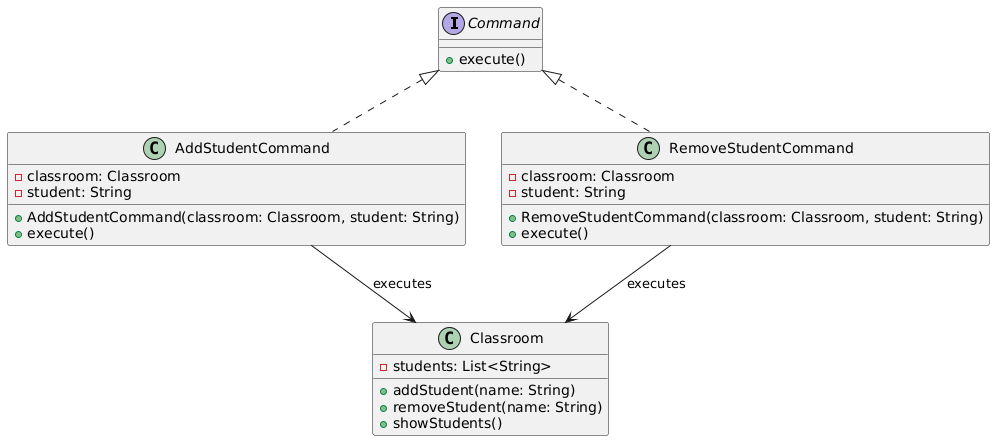 I Command
execute()
C AddStudentCommand
classroom: Classroom
student: String
AddStudentCommand(classroom: Classroom, student: String)
execute()
C RemoveStudentCommand
classroom: Classroom
student: String
RemoveStudentCommand(classroom: Classroom, student: String)
execute()
executes
executes
C Classroom
students: List<String>
addStudent(name: String)
removeStudent(name: String)
showStudents()